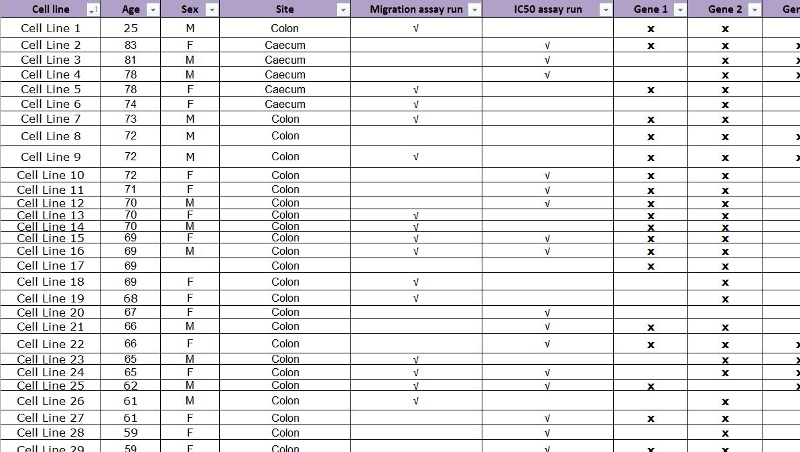 Cell line Age Sex Site Migration assay run IC50 assay run Gene 1 Gene 2
Cell Line 1 25 M Colon √ x x
Cell Line 2 83 F Caecum √ x x
Cell Line 3 81 M Caecum √ x
Cell Line 4 78 M Caecum √ x
Cell Line 5 78 F Caecum √ x x
Cell Line 6 74 F Caecum √ x
Cell Line 7 73 M Colon √ x x
Cell Line 8 72 M Colon x x
Cell Line 9 72 M Colon √ x x
Cell Line 10 72 F Colon √ x x
Cell Line 11 71 F Colon √ x x
Cell Line 12 70 M Colon √ x x
Cell Line 13 70 F Colon √ x x
Cell Line 14 70 M Colon √ x x
Cell Line 15 69 F Colon √ √ x x
Cell Line 16 69 M Colon √ √ x x
Cell Line 17 69 Colon x x
Cell Line 18 69 F Colon √ x
Cell Line 19 68 F Colon √ x
Cell Line 20 67 F Colon √
Cell Line 21 66 M Colon √ x x
Cell Line 22 66 F Colon √ x x
Cell Line 23 65 M Colon √ x
Cell Line 24 65 F Colon √ √ x
Cell Line 25 62 M Colon √ √ x
Cell Line 26 61 M Colon √ x
Cell Line 27 61 F Colon √ x x
Cell Line 28 59 F Colon √ x
Cell Line 29 59 F Colon √ x x